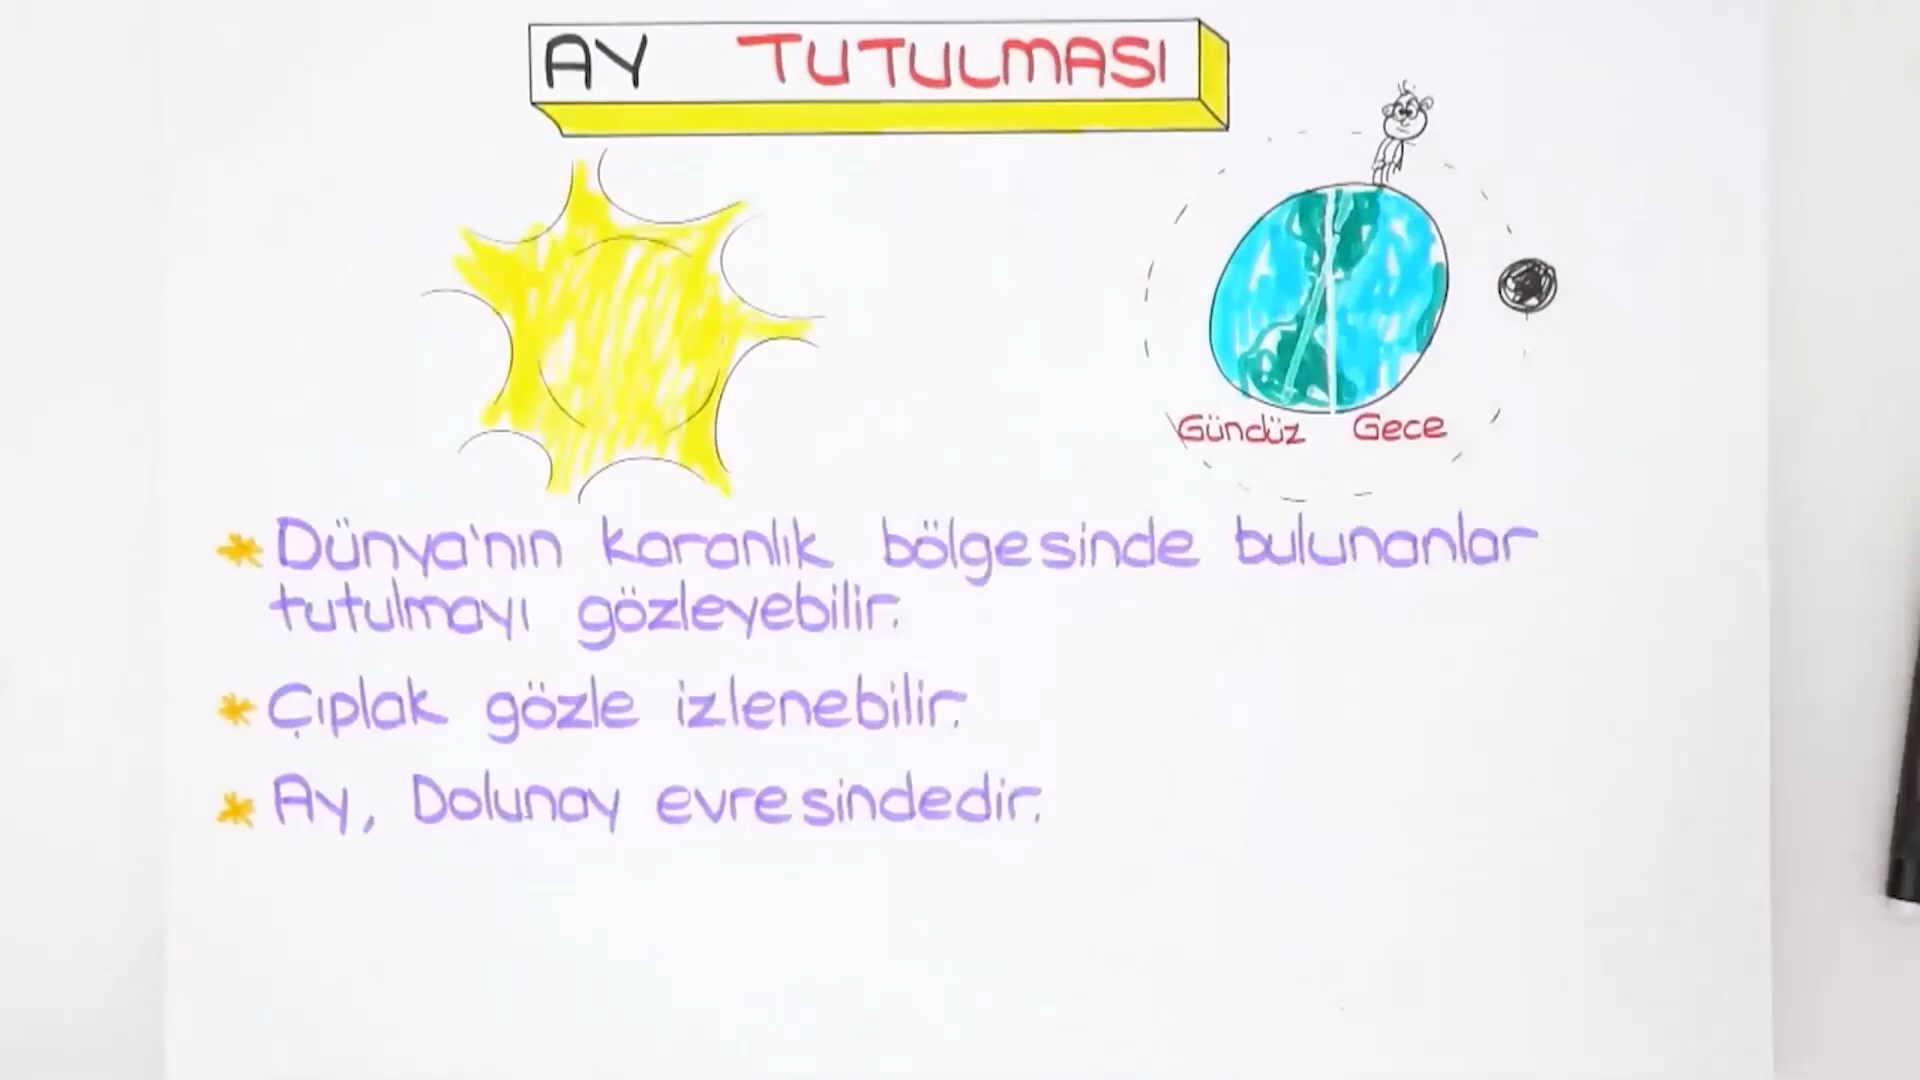 AY TUTULMASI
Gündüz Gece
* Dünya'nın karanlık bölgesinde bulunanlar
tutulmayı gözleyebilir.
* Çıplak gözle izlenebilir.
* Ay, Dolunay evresindedir.